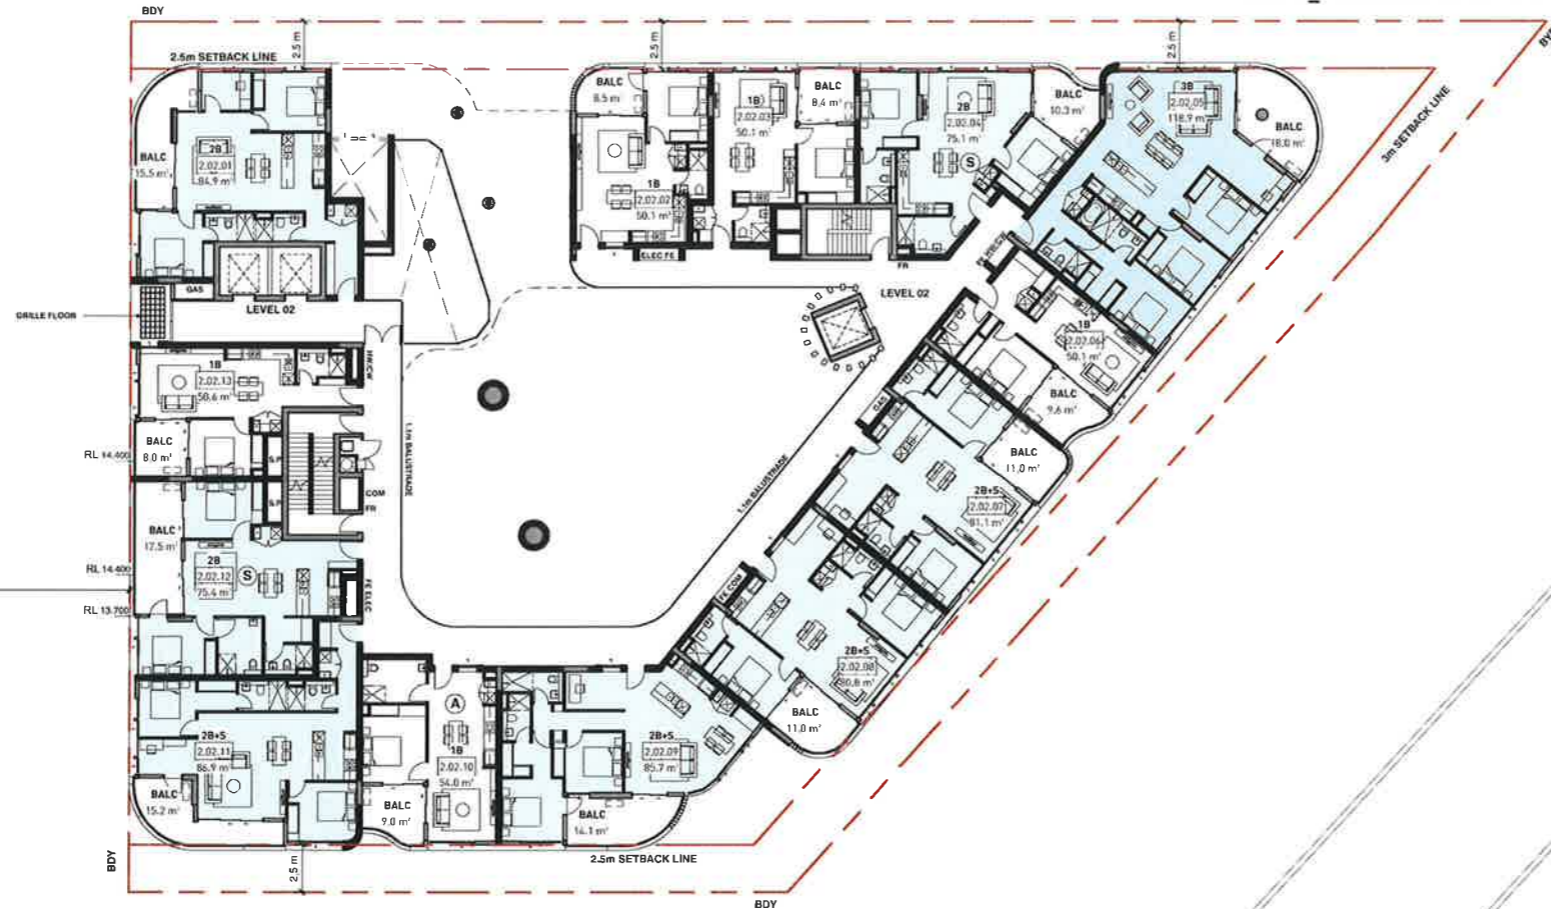 BDY
2.5m SETBACK LINE
2.5 m
2.5 m
2.5 m
3m SETBACK LINE
BALC
15.5 m²
2B
2.02.01
84.9 m²
GAS
LEVEL 02
GRILLE FLOOR
BALC
8.5 m²
1B
2.02.02
50.1 m²
ELEC FE
1B
2.02.03
50.1 m²
BALC
8.4 m²
2B
2.02.04
75.1 m²
S
BALC
10.3 m²
FR
LEVEL 02
3B
2.02.05
118.9 m²
BALC
18.0 m²
1B
2.02.06
50.1 m²
BALC
9.6 m²
GAS
BALC
11.0 m²
2B+S
2.02.07
81.1 m²
1.1m BALUSTRADE
FE COM
2B+S
2.02.08
80.8 m²
BALC
11.0 m²
1B
2.02.13
50.6 m²
HW/CW
BALC
8.0 m²
RL 14.400
S.P
S.P
COM
FR
1.1m BALUSTRADE
BALC
17.5 m²
2B
2.02.12
75.4 m²
S
RL 14.400
RL 13.700
FE ELEC
2B+S
2.02.11
86.9 m²
BALC
15.2 m²
A
1B
2.02.10
54.0 m²
BALC
9.0 m²
2B+S
2.02.09
85.7 m²
BALC
14.1 m²
2.5m SETBACK LINE
2.5 m
BDY
BDY